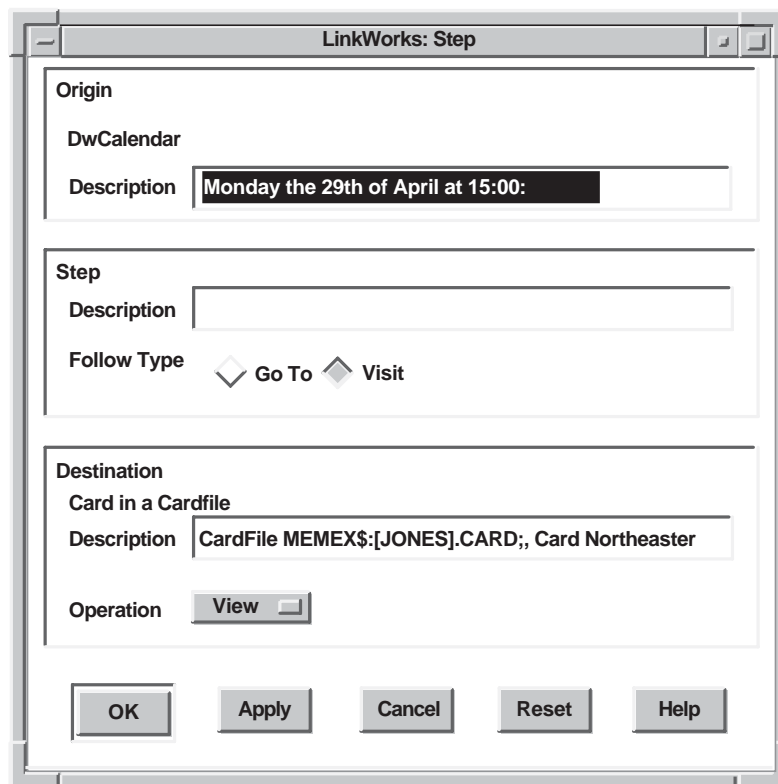 LinkWorks: Step
Origin
DwCalendar
Description Monday the 29th of April at 15:00:
Step
Description
Follow Type Go To Visit
Destination
Card in a Cardfile
Description CardFile MEMEX$:[JONES].CARD;, Card Northeaster
Operation View
OK Apply Cancel Reset Help